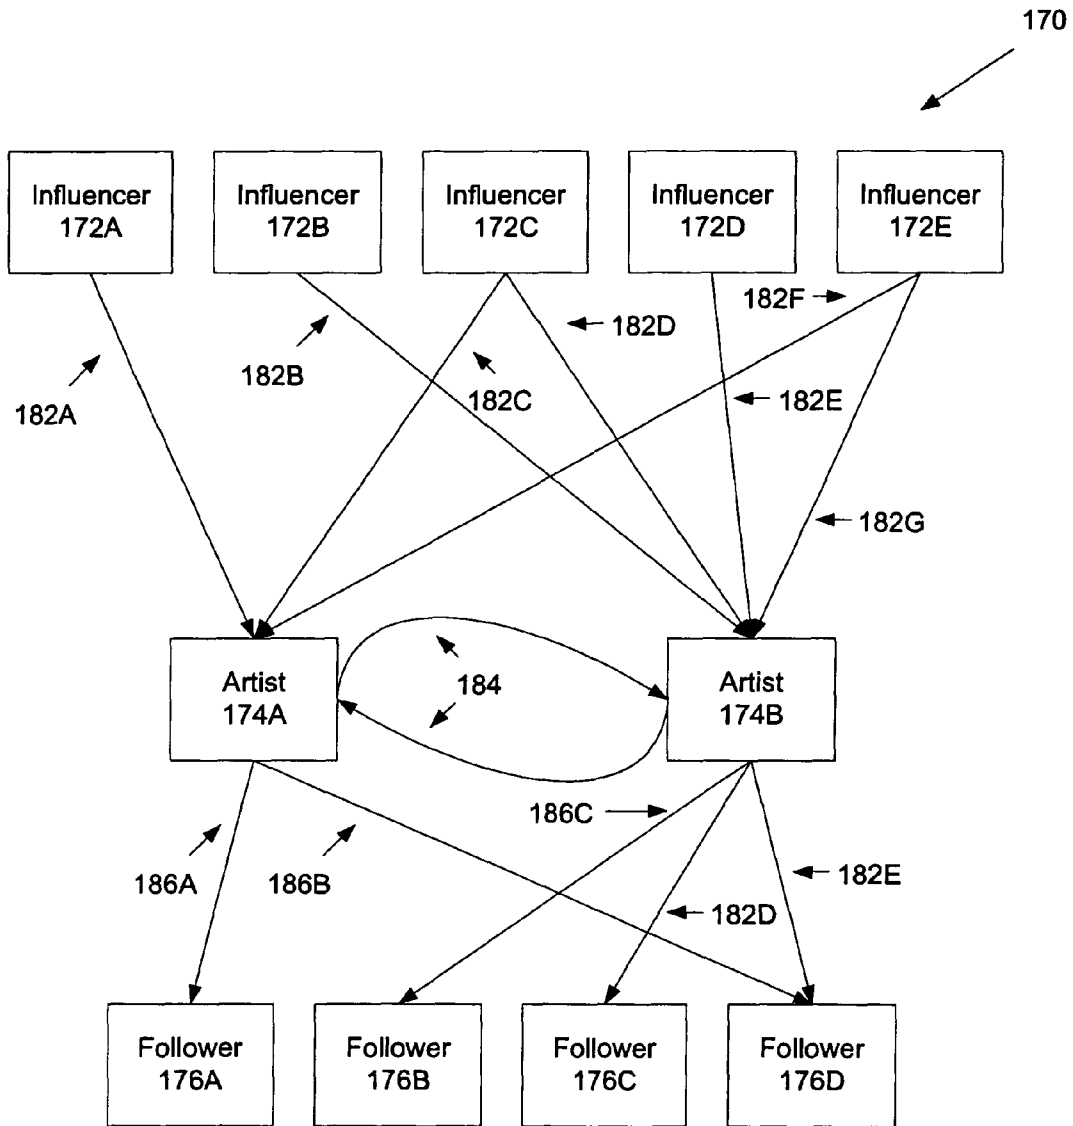 170
Influencer
172A
Influencer
172B
Influencer
172C
Influencer
172D
Influencer
172E
182F
182D
182B
182C
182E
182A
182G
Artist
174A
184
Artist
174B
186C
186A
186B
182E
182D
Follower
176A
Follower
176B
Follower
176C
Follower
176D